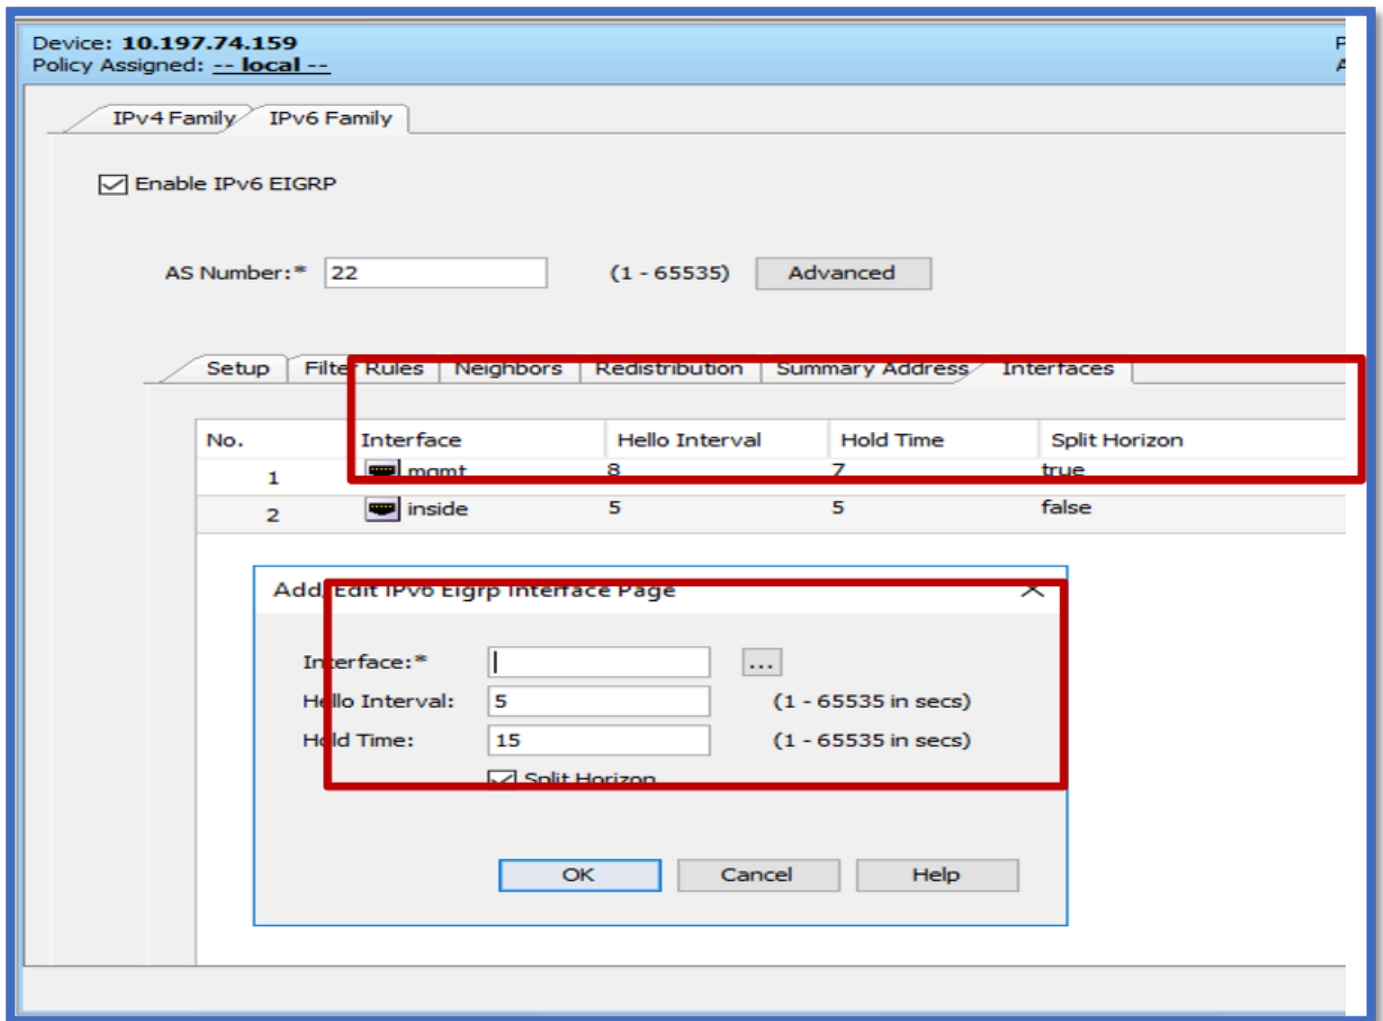 Device: 10.197.74.159
P
Policy Assigned: -- local --
A
IPv4 Family IPv6 Family
Enable IPv6 EIGRP
AS Number:* 22 (1 - 65535) Advanced
Setup Filter Rules Neighbors Redistribution Summary Address Interfaces
No. Interface Hello Interval Hold Time Split Horizon
1 mgmt 8 7 true
2 inside 5 5 false
Add/Edit IPv6 Eigrp Interface Page
Interface:* ...
Hello Interval: 5 (1 - 65535 in secs)
Hold Time: 15 (1 - 65535 in secs)
Split Horizon
OK Cancel Help